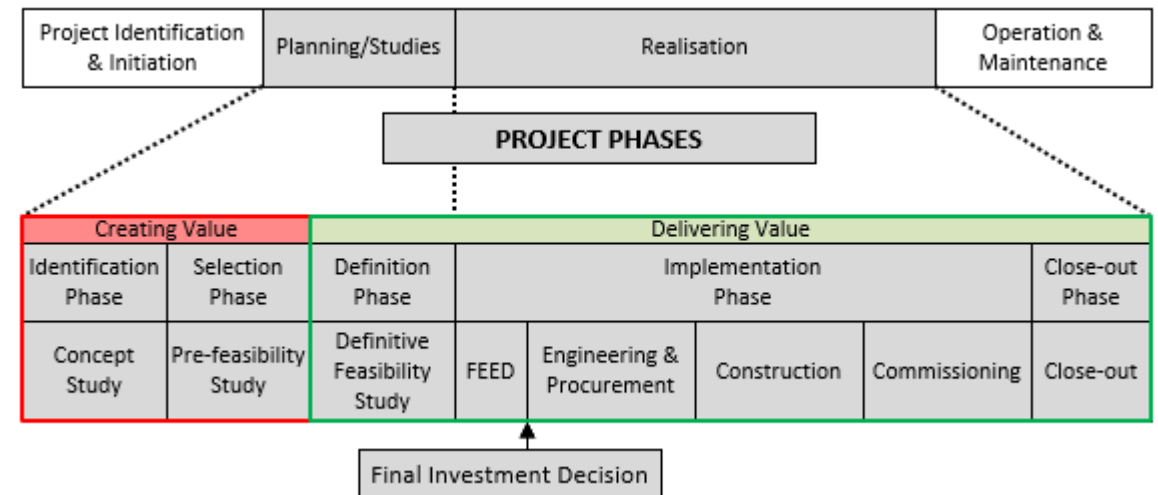 Project Identification
& Initiation
Planning/Studies
Realisation
Operation &
Maintenance
PROJECT PHASES
Creating Value
Delivering Value
Identification
Phase
Selection
Phase
Definition
Phase
Implementation
Phase
Close-out
Phase
Concept
Study
Pre-feasibility
Study
Definitive
Feasibility
Study
FEED
Engineering &
Procurement
Construction
Commissioning
Close-out
Final Investment Decision